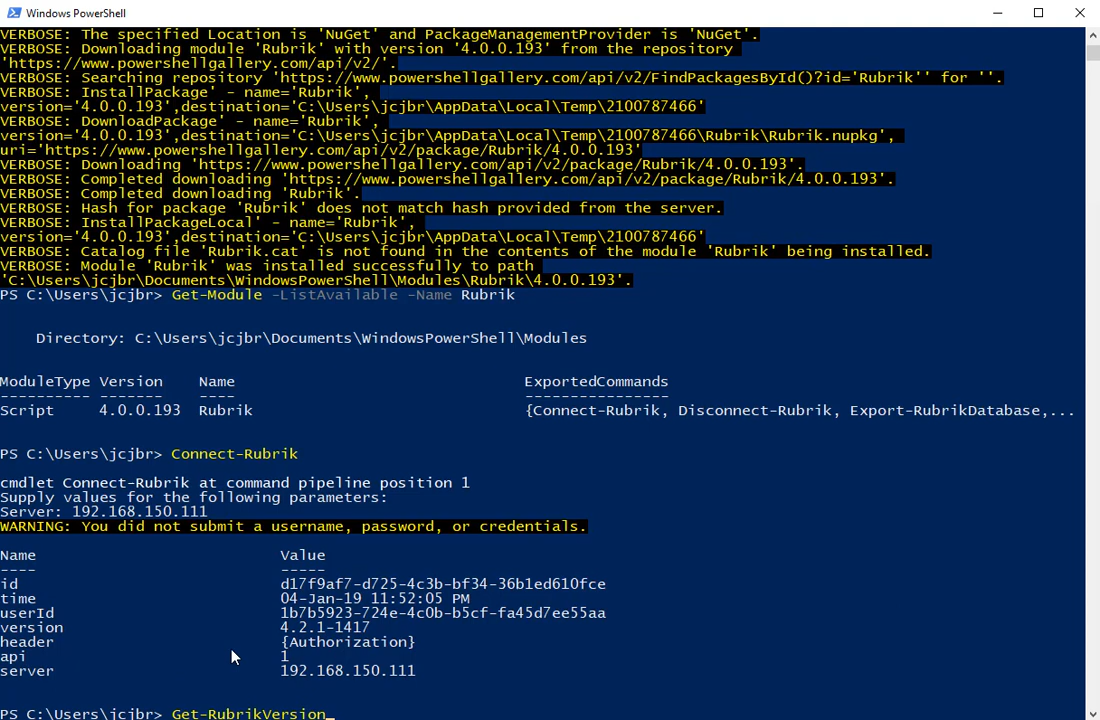 Windows PowerShell
VERBOSE: The specified Location is 'NuGet' and PackageManagementProvider is 'NuGet'.
VERBOSE: Downloading module 'Rubrik' with version '4.0.0.193' from the repository
'https://www.powershellgallery.com/api/v2/'.
VERBOSE: Searching repository 'https://www.powershellgallery.com/api/v2/FindPackagesById()?id='Rubrik'' for ''.
VERBOSE: InstallPackage' - name='Rubrik',
version='4.0.0.193',destination='C:\Users\jcjbr\AppData\Local\Temp\2100787466'
VERBOSE: DownloadPackage' - name='Rubrik',
version='4.0.0.193',destination='C:\Users\jcjbr\AppData\Local\Temp\2100787466\Rubrik\Rubrik.nupkg',
uri='https://www.powershellgallery.com/api/v2/package/Rubrik/4.0.0.193'
VERBOSE: Downloading 'https://www.powershellgallery.com/api/v2/package/Rubrik/4.0.0.193'.
VERBOSE: Completed downloading 'https://www.powershellgallery.com/api/v2/package/Rubrik/4.0.0.193'.
VERBOSE: Completed downloading 'Rubrik'.
VERBOSE: Hash for package 'Rubrik' does not match hash provided from the server.
VERBOSE: InstallPackageLocal' - name='Rubrik',
version='4.0.0.193',destination='C:\Users\jcjbr\AppData\Local\Temp\2100787466'
VERBOSE: Catalog file 'Rubrik.cat' is not found in the contents of the module 'Rubrik' being installed.
VERBOSE: Module 'Rubrik' was installed successfully to path
'C:\Users\jcjbr\Documents\WindowsPowerShell\Modules\Rubrik\4.0.0.193'.
PS C:\Users\jcjbr> Get-Module -ListAvailable -Name Rubrik
Directory: C:\Users\jcjbr\Documents\WindowsPowerShell\Modules
ModuleType Version Name ExportedCommands
---------- ------- ---- ----------------
Script 4.0.0.193 Rubrik {Connect-Rubrik, Disconnect-Rubrik, Export-RubrikDatabase,...
PS C:\Users\jcjbr> Connect-Rubrik
cmdlet Connect-Rubrik at command pipeline position 1
Supply values for the following parameters:
Server: 192.168.150.111
WARNING: You did not submit a username, password, or credentials.
Name Value
---- -----
id d17f9af7-d725-4c3b-bf34-36b1ed610fce
time 04-Jan-19 11:52:05 PM
userId 1b7b5923-724e-4c0b-b5cf-fa45d7ee55aa
version 4.2.1-1417
header {Authorization}
api 1
server 192.168.150.111
PS C:\Users\jcjbr> Get-RubrikVersion_